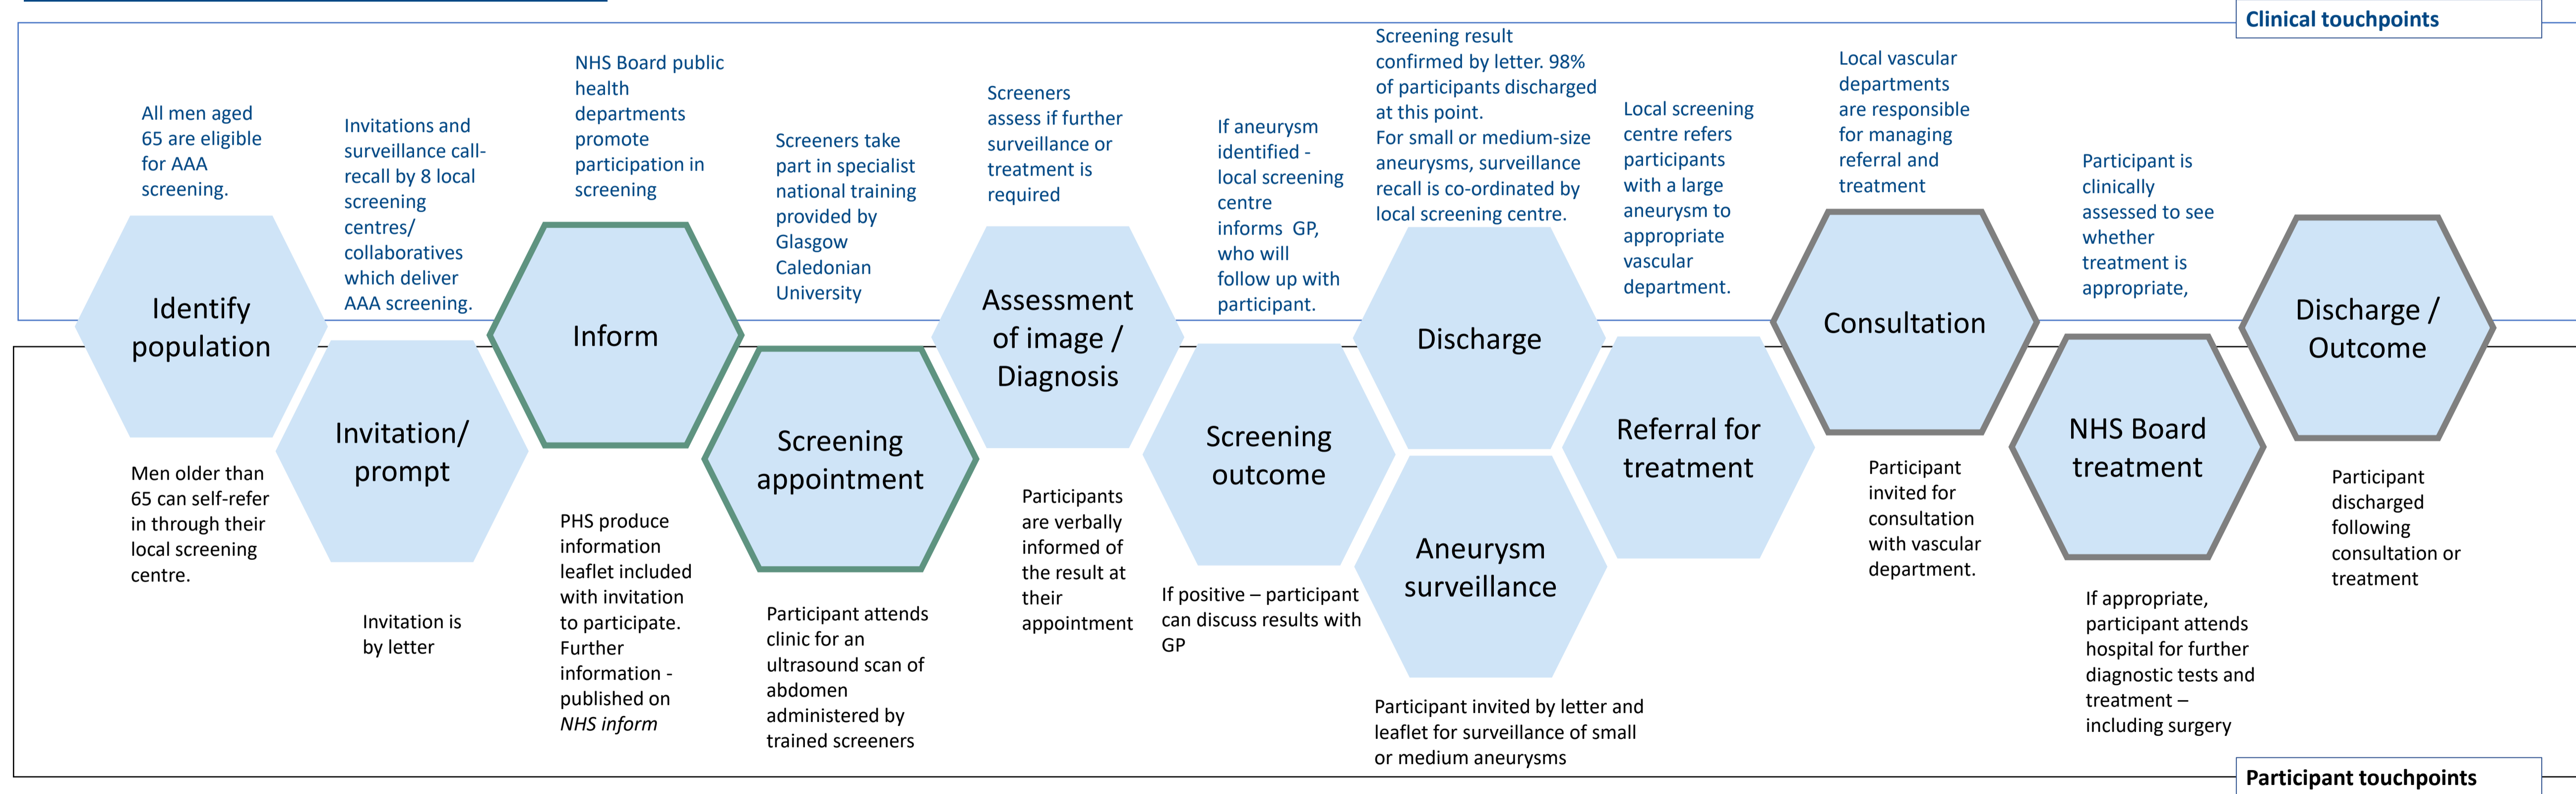 Clinical touchpoints
All men aged
65 are eligible
for AAA
screening.
Invitations and
surveillance call-
recall by 8 local
screening
centres/
collaboratives
which deliver
AAA screening.
NHS Board public
health
departments
promote
participation in
screening
Screeners take
part in specialist
national training
provided by
Glasgow
Caledonian
University
Screeners
assess if further
surveillance or
treatment is
required
If aneurysm
identified -
local screening
centre
informs  GP,
who will
follow up with
participant.
Screening result
confirmed by letter. 98%
of participants discharged
at this point.
For small or medium-size
aneurysms, surveillance
recall is co-ordinated by
local screening centre.
Local screening
centre refers
participants
with a large
aneurysm to
appropriate
vascular
department.
Local vascular
departments
are responsible
for managing
referral and
treatment
Participant is
clinically
assessed to see
whether
treatment is
appropriate,
Identify
population
Invitation/
prompt
Inform
Screening
appointment
Assessment
of image /
Diagnosis
Screening
outcome
Discharge
Aneurysm
surveillance
Referral for
treatment
Consultation
NHS Board
treatment
Discharge /
Outcome
Men older than
65 can self-refer
in through their
local screening
centre.
Invitation is
by letter
PHS produce
information
leaflet included
with invitation
to participate.
Further
information -
published on
NHS inform
Participant attends
clinic for an
ultrasound scan of
abdomen
administered by
trained screeners
Participants
are verbally
informed of
the result at
their
appointment
If positive – participant
can discuss results with
GP
Participant invited by letter and
leaflet for surveillance of small
or medium aneurysms
Participant
invited for
consultation
with vascular
department.
If appropriate,
participant attends
hospital for further
diagnostic tests and
treatment –
including surgery
Participant
discharged
following
consultation or
treatment
Participant touchpoints